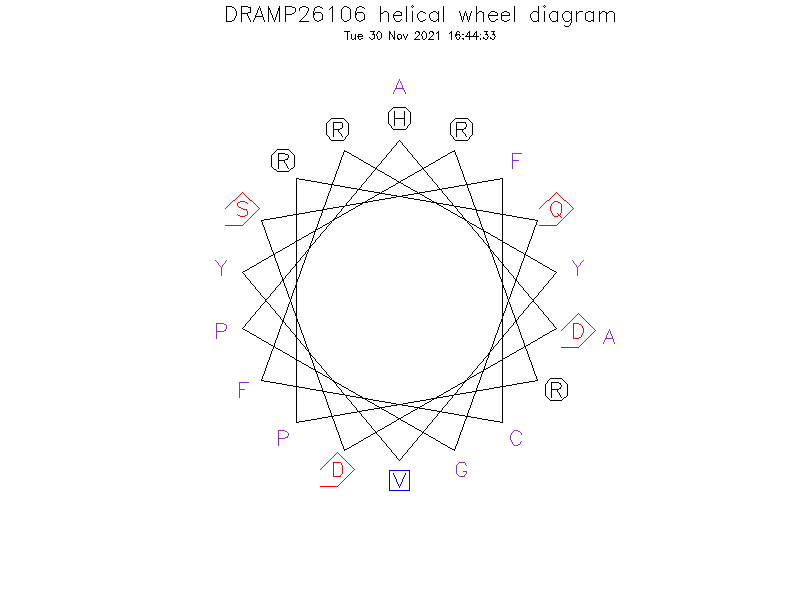 DRAMP26106 helical wheel diagram
Tue 30 Nov 2021 16:44:33
A
R H R
R F
S Q
Y Y
P D A
F R
P C
D V G